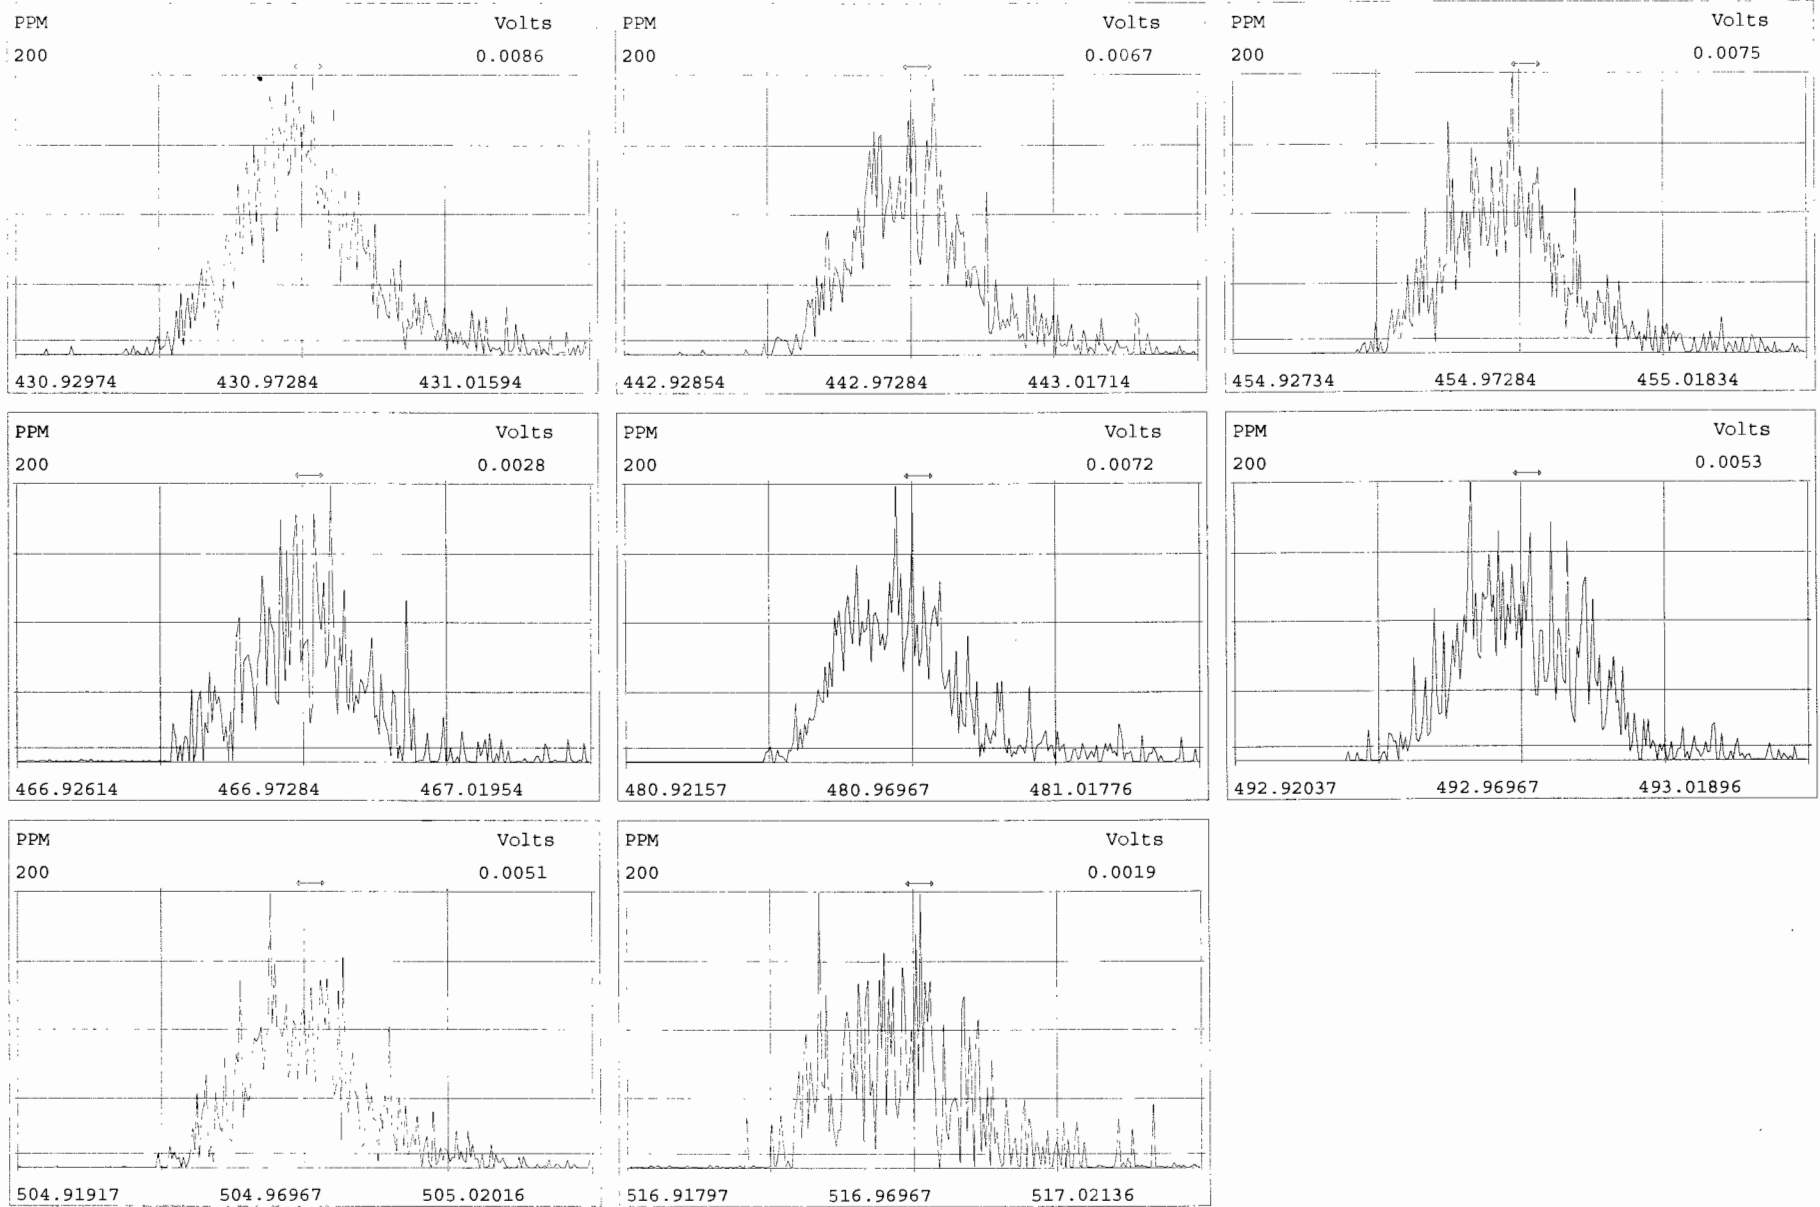 PPM Volts
200 0.0086
430.92974 430.97284 431.01594
PPM Volts
200 0.0067
442.92854 442.97284 443.01714
PPM Volts
200 0.0075
454.92734 454.97284 455.01834
PPM Volts
200 0.0028
466.92614 466.97284 467.01954
PPM Volts
200 0.0072
480.92157 480.96967 481.01776
PPM Volts
200 0.0053
492.92037 492.96967 493.01896
PPM Volts
200 0.0051
504.91917 504.96967 505.02016
PPM Volts
200 0.0019
516.91797 516.96967 517.02136